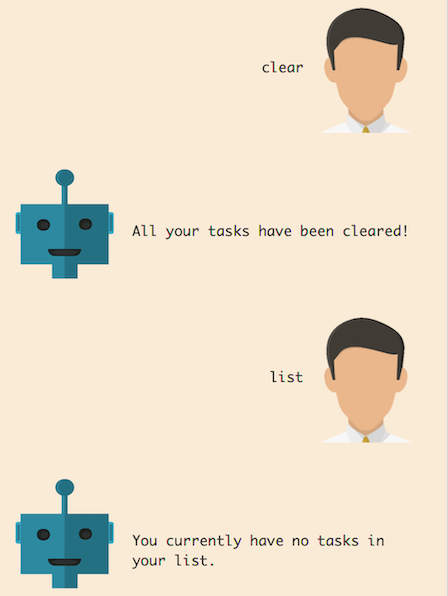 clear
All your tasks have been cleared!
list
You currently have no tasks in
your list.